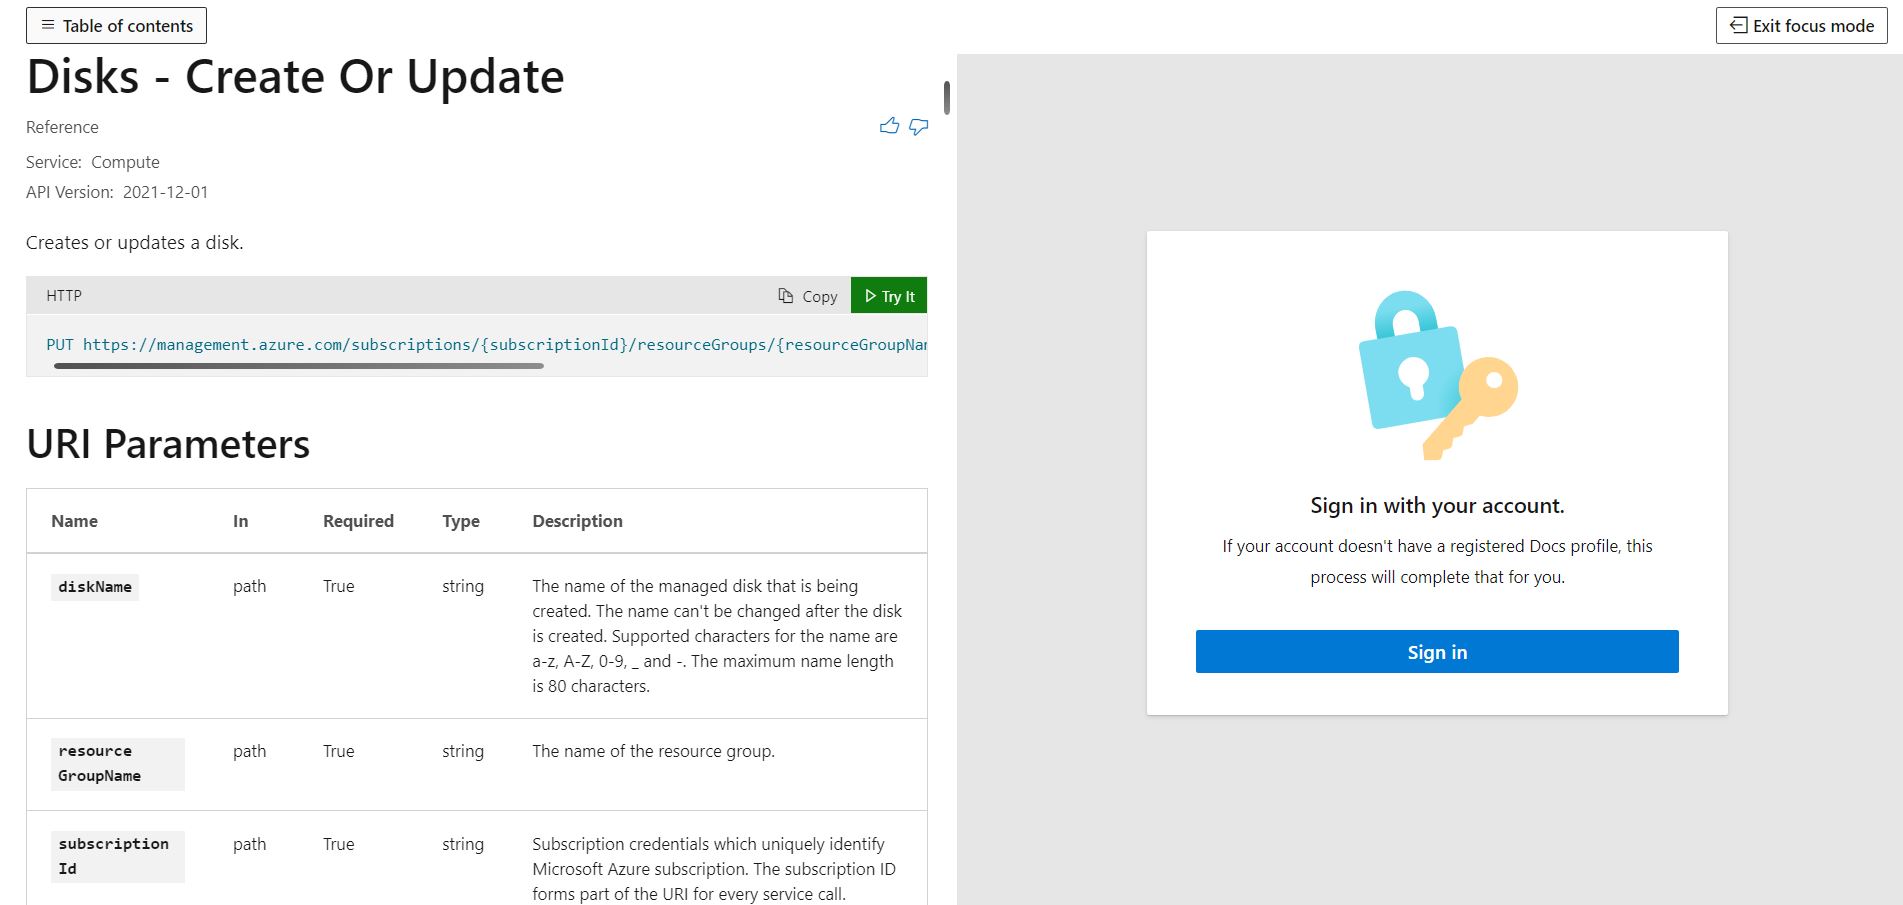 Table of contents
Exit focus mode
Disks - Create Or Update
Reference
Service: Compute
API Version: 2021-12-01
Creates or updates a disk.
HTTP
Copy
Try It
PUT https://management.azure.com/subscriptions/{subscriptionId}/resourceGroups/{resourceGroupNa
URI Parameters
Name In Required Type Description
diskName path True string The name of the managed disk that is being
created. The name can't be changed after the disk
is created. Supported characters for the name are
a-z, A-Z, 0-9, _ and -. The maximum name length
is 80 characters.
resource path True string The name of the resource group.
GroupName
subscription path True string Subscription credentials which uniquely identify
Id Microsoft Azure subscription. The subscription ID
forms part of the URI for every service call.
Sign in with your account.
If your account doesn't have a registered Docs profile, this
process will complete that for you.
Sign in